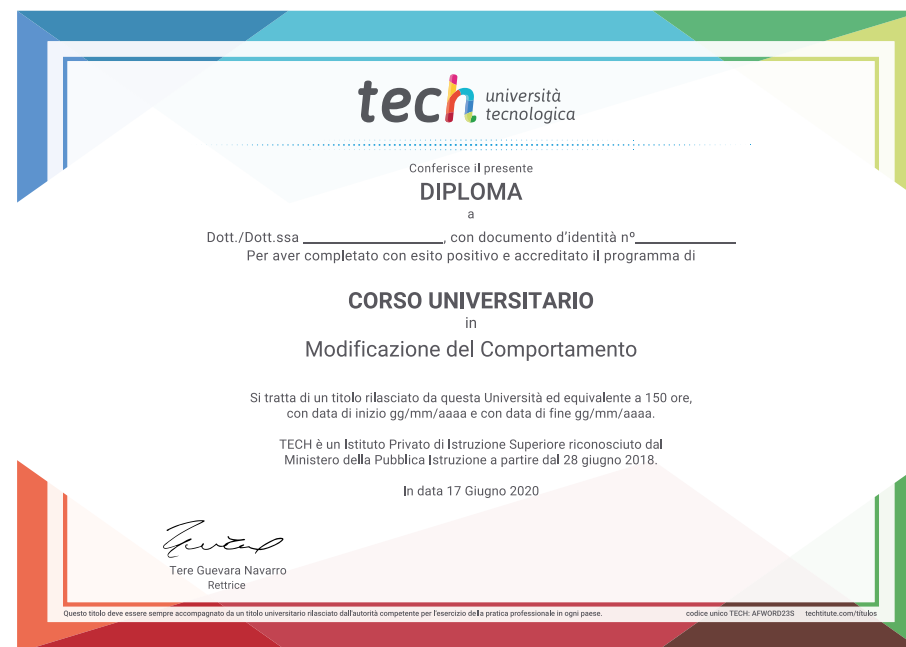 tech università
tecnologica
Conferisce il presente
DIPLOMA
a
Dott./Dott.ssa ____________________, con documento d'identità nº______________
Per aver completato con esito positivo e accreditato il programma di
CORSO UNIVERSITARIO
in
Modificazione del Comportamento
Si tratta di un titolo rilasciato da questa Università ed equivalente a 150 ore,
con data di inizio gg/mm/aaaa e con data di fine gg/mm/aaaa.
TECH è un Istituto Privato di Istruzione Superiore riconosciuto dal
Ministero della Pubblica Istruzione a partire dal 28 giugno 2018.
In data 17 Giugno 2020
Tere Guevara Navarro
Rettrice
Questo titolo deve essere sempre accompagnato da un titolo universitario rilasciato dall'autorità competente per l'esercizio della pratica professionale in ogni paese. codice unico TECH: AFWORD23S techtitute.com/titulos